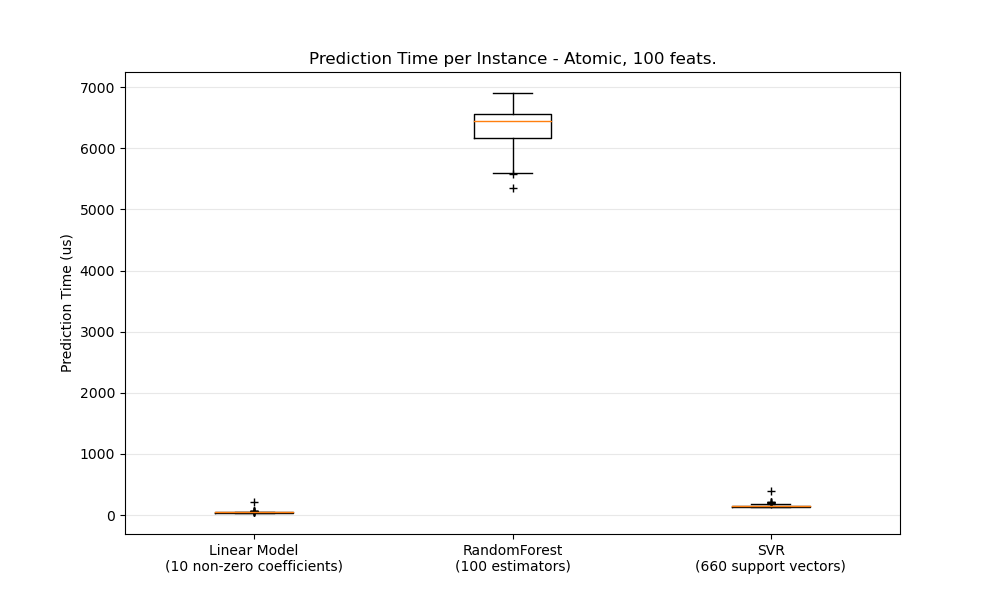 Prediction Time per Instance - Atomic, 100 feats.
Prediction Time (us)
7000
6000
5000
4000
3000
2000
1000
0
Linear Model
(10 non-zero coefficients)
RandomForest
(100 estimators)
SVR
(660 support vectors)